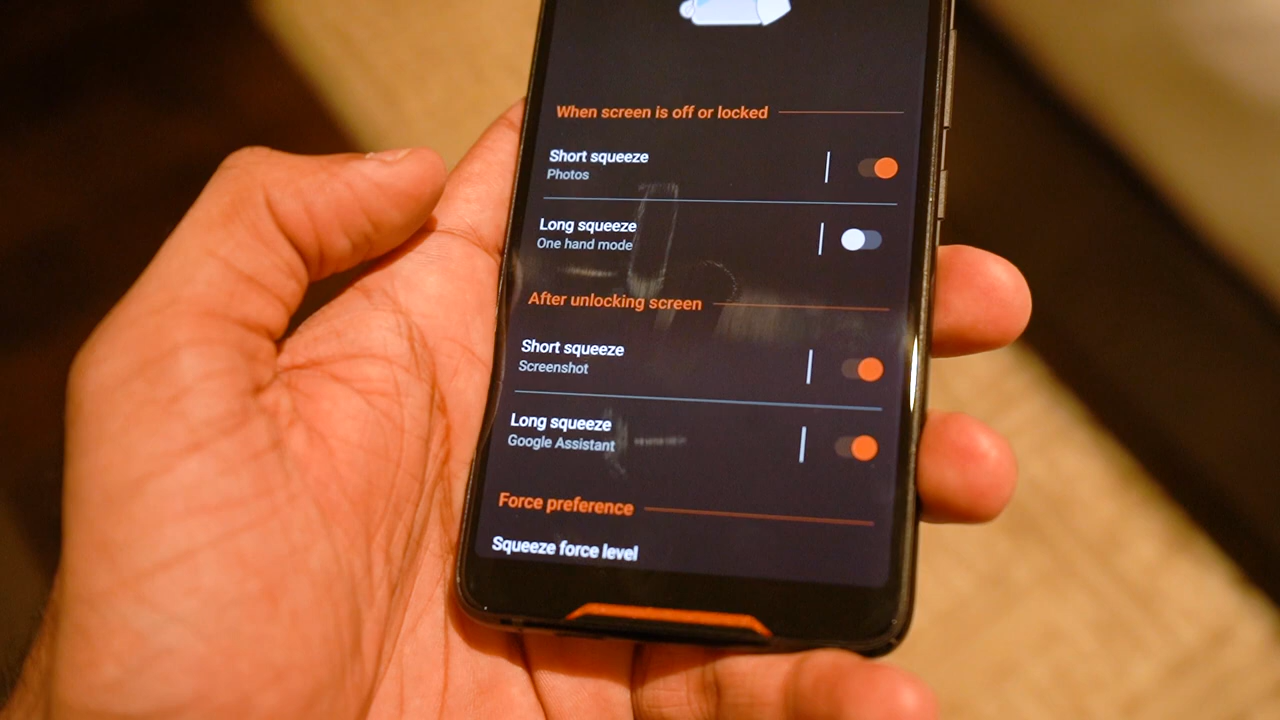 When screen is off or locked
Short squeeze
Photos
Long squeeze
One hand mode
After unlocking screen
Short squeeze
Screenshot
Long squeeze
Google Assistant
Force preference
Squeeze force level